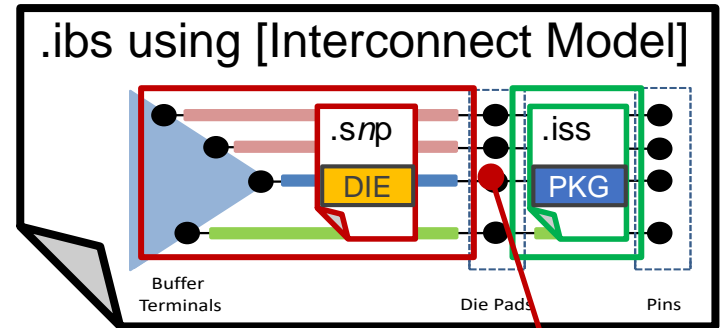 .ibs using [Interconnect Model]
.snp
.iss
DIE
PKG
Buffer
Terminals
Die Pads
Pins